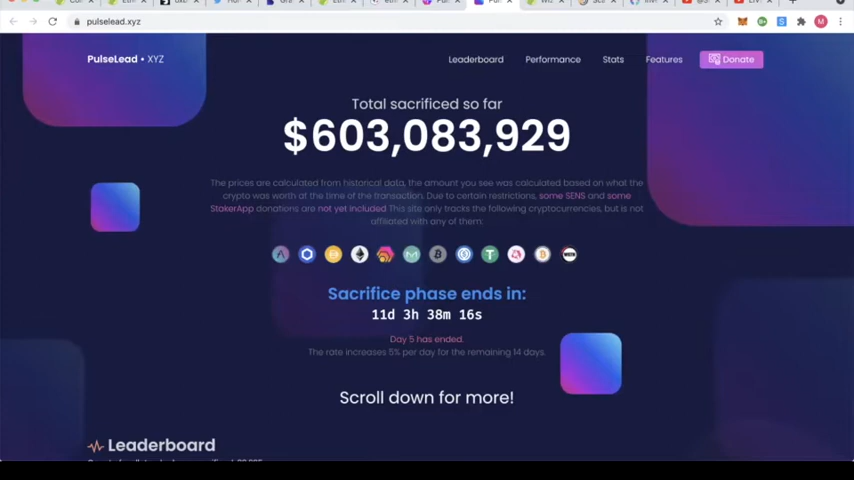 pulselead.xyz
PulseLead • XYZ
Leaderboard
Performance
Stats
Features
Donate
Total sacrificed so far
$603,083,929
The prices are calculated from historical data, the amount you see was calculated based on what the
crypto was worth at the time of the transaction. Due to certain restrictions, some SENS and some
StakerApp donations are not yet included This site only tracks the following cryptocurrencies, but is not
affiliated with any of them:
Sacrifice phase ends in:
11d 3h 38m 16s
Day 5 has ended.
The rate increases 5% per day for the remaining 14 days.
Scroll down for more!
Leaderboard